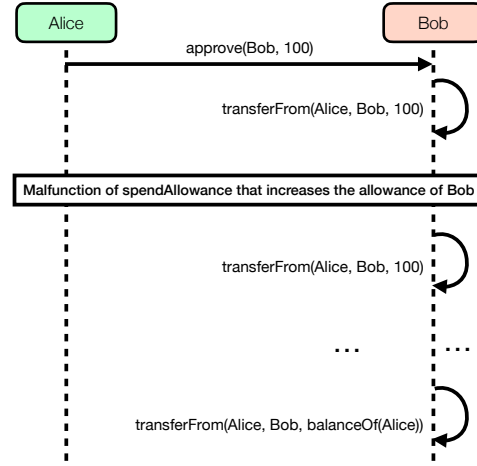 Alice
Bob
approve(Bob, 100)
transferFrom(Alice, Bob, 100)
Malfunction of spendAllowance that increases the allowance of Bob
transferFrom(Alice, Bob, 100)
... ...
transferFrom(Alice, Bob, balanceOf(Alice))